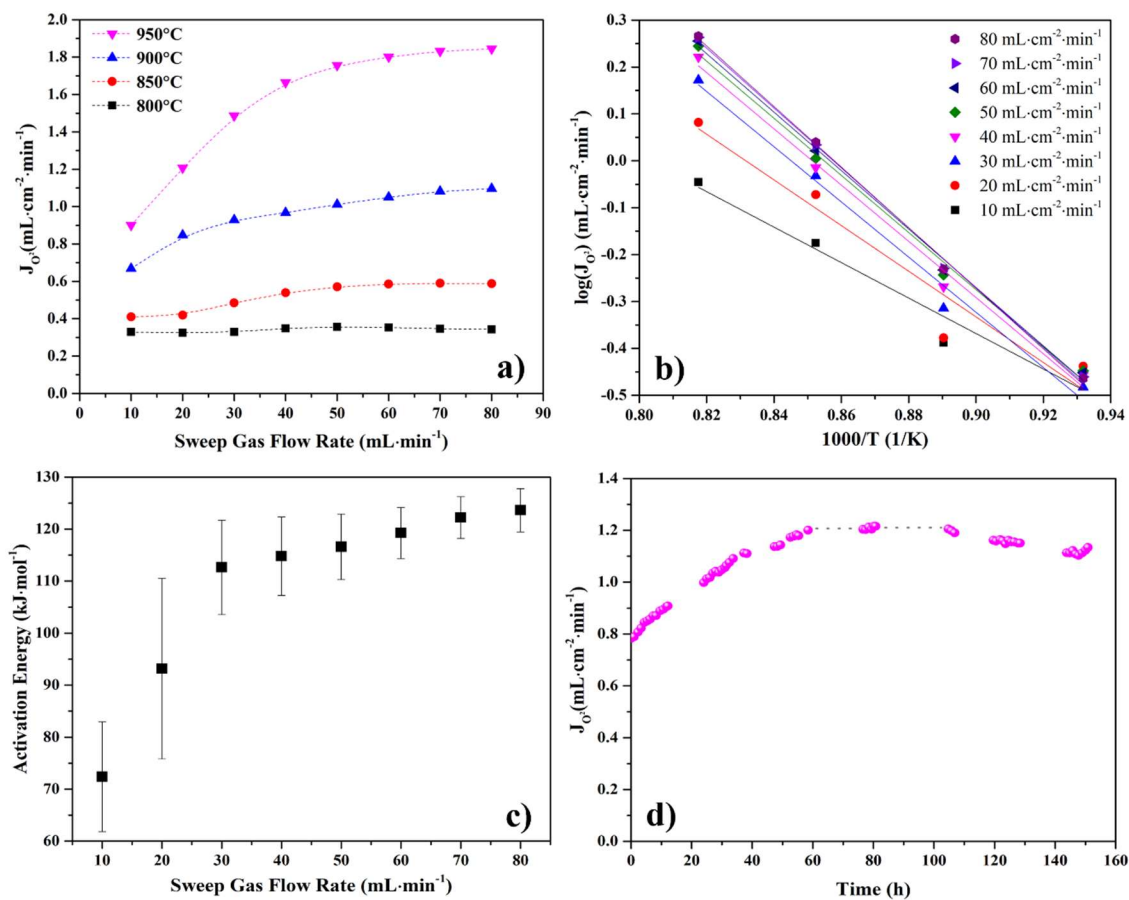 2.0
1.8
1.6
1.4
1.2
1.0
0.8
0.6
0.4
0.2
0.0
J_O²(mL·cm⁻²·min⁻¹)
950°C
900°C
850°C
800°C
a)
0 10 20 30 40 50 60 70 80 90
Sweep Gas Flow Rate (mL·min⁻¹)
0.3
0.2
0.1
0.0
-0.1
-0.2
-0.3
-0.4
-0.5
log(J_O²) (mL·cm⁻²·min⁻¹)
80 mL·cm⁻²·min⁻¹
70 mL·cm⁻²·min⁻¹
60 mL·cm⁻²·min⁻¹
50 mL·cm⁻²·min⁻¹
40 mL·cm⁻²·min⁻¹
30 mL·cm⁻²·min⁻¹
20 mL·cm⁻²·min⁻¹
10 mL·cm⁻²·min⁻¹
b)
0.80 0.82 0.84 0.86 0.88 0.90 0.92 0.94
1000/T (1/K)
130
120
110
100
90
80
70
60
Activation Energy (kJ·mol⁻¹)
c)
10 20 30 40 50 60 70 80
Sweep Gas Flow Rate (mL·min⁻¹)
1.4
1.2
1.0
0.8
0.6
0.4
0.2
0.0
J_O²(mL·cm⁻²·min⁻¹)
d)
0 20 40 60 80 100 120 140 160
Time (h)